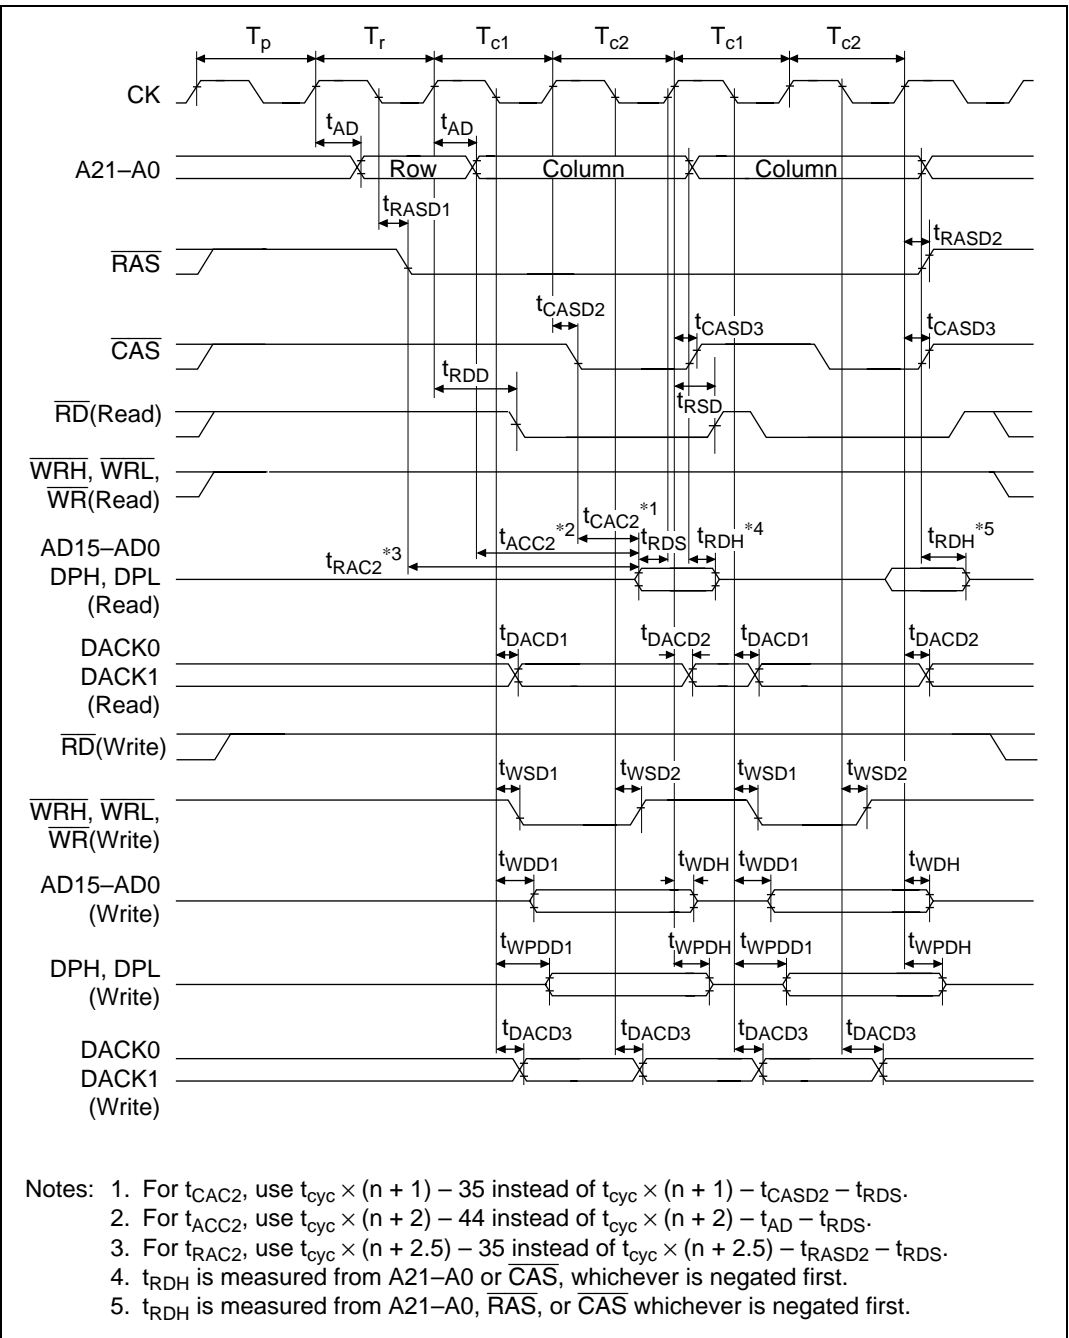 Tp Tr Tc1 Tc2 Tc1 Tc2
CK
tAD tAD
A21–A0 Row Column Column
tRASD1
tRASD2
RAS
tCASD2
tCASD3 tCASD3
CAS
tRDD
tRSD
RD(Read)
WRH, WRL,
WR(Read)
tCAC2*1
tACC2*2 tRDS tRDH*4 tRDH*5
tRAC2*3
AD15–AD0
DPH, DPL
(Read)
tDACD1 tDACD2 tDACD1 tDACD2
DACK0
DACK1
(Read)
RD(Write)
tWSD1 tWSD2 tWSD1 tWSD2
WRH, WRL,
WR(Write)
tWDD1 tWDH tWDD1 tWDH
AD15–AD0
(Write)
tWPDD1 tWPDH tWPDD1 tWPDH
DPH, DPL
(Write)
tDACD3 tDACD3 tDACD3 tDACD3
DACK0
DACK1
(Write)
Notes: 1. For tCAC2, use tcyc × (n + 1) – 35 instead of tcyc × (n + 1) – tCASD2 – tRDS.
2. For tACC2, use tcyc × (n + 2) – 44 instead of tcyc × (n + 2) – tAD – tRDS.
3. For tRAC2, use tcyc × (n + 2.5) – 35 instead of tcyc × (n + 2.5) – tRASD2 – tRDS.
4. tRDH is measured from A21–A0 or CAS, whichever is negated first.
5. tRDH is measured from A21–A0, RAS, or CAS whichever is negated first.